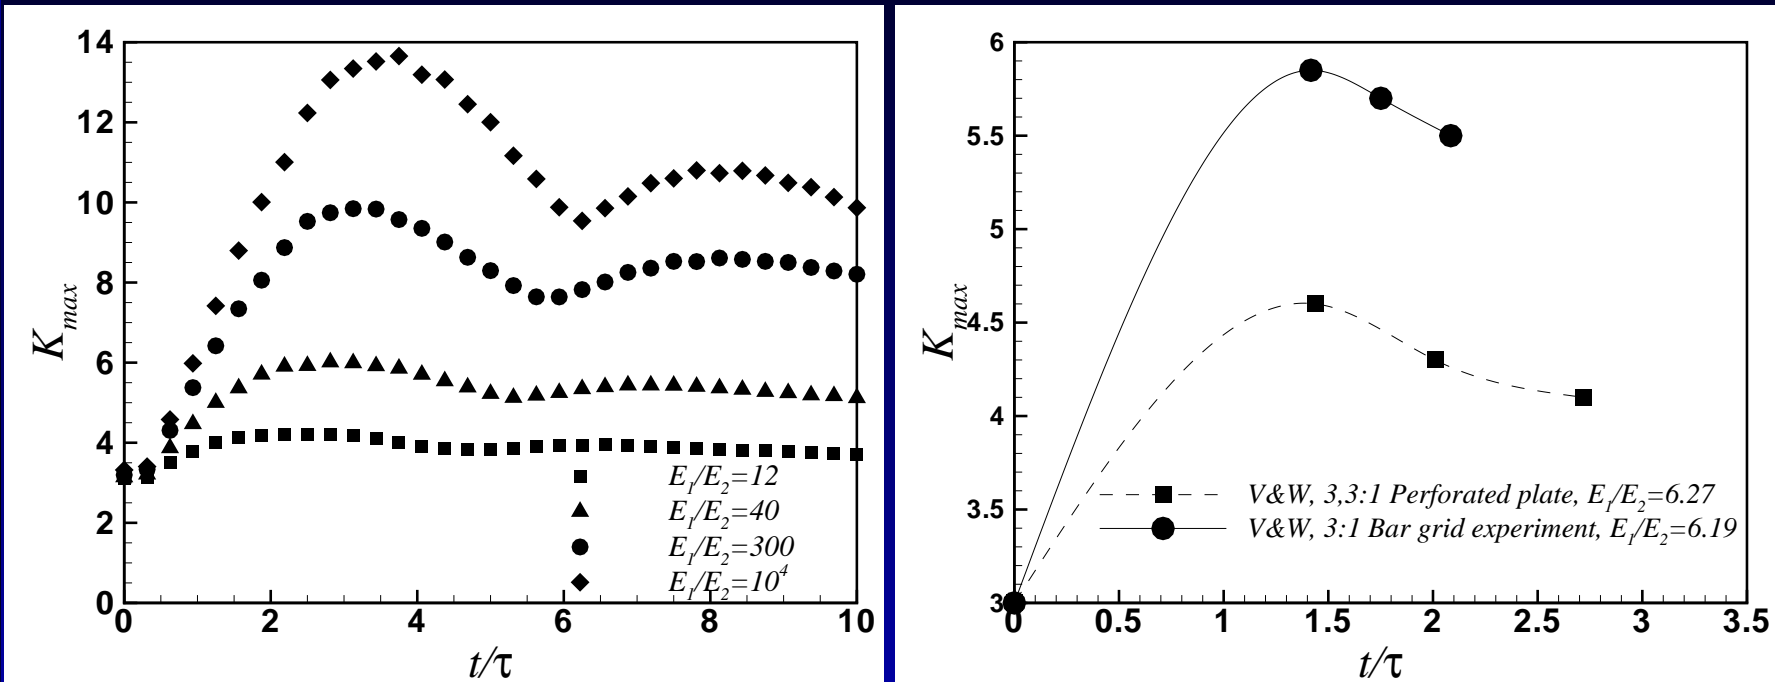 14
12
10
8
6
4
2
0
0 2 4 6 8 10
K_max
t/τ
E_1/E_2=12
E_1/E_2=40
E_1/E_2=300
E_1/E_2=10^4
6
5.5
5
4.5
4
3.5
3
0 0.5 1 1.5 2 2.5 3 3.5
K_max
t/τ
V&W, 3,3:1 Perforated plate, E_1/E_2=6.27
V&W, 3:1 Bar grid experiment, E_1/E_2=6.19